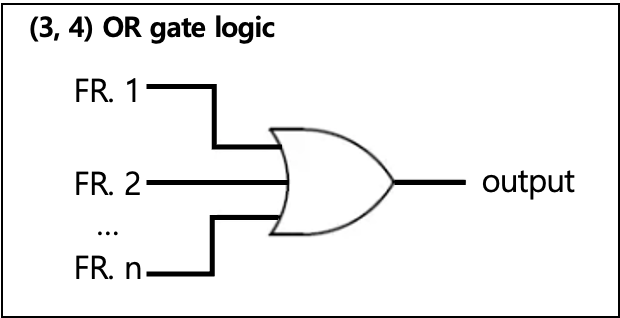 (3, 4) OR gate logic
FR. 1
FR. 2
output
...
FR. n